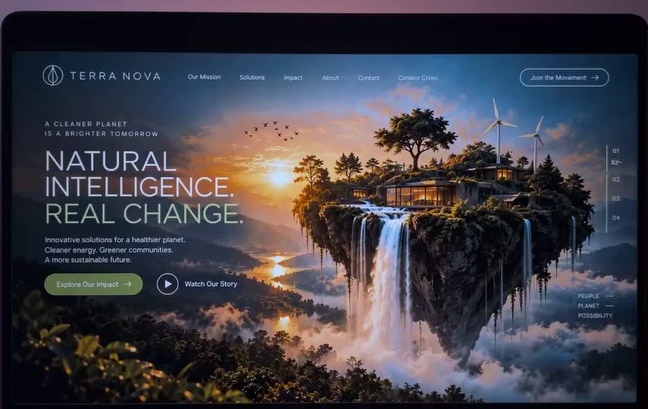 TERRA NOVA
Our Mission
Solutions
Impact
About
Contact
Join the Movement →
A CLEANER PLANET
IS A BRIGHTER TOMORROW
NATURAL
INTELLIGENCE.
REAL CHANGE.
Innovative solutions for a healthier planet.
Cleaner energy. Greener communities.
A more sustainable future.
Explore Our Impact →
Watch Our Story
01
02
03
04
PEOPLE
PLANET
POSSIBILITY